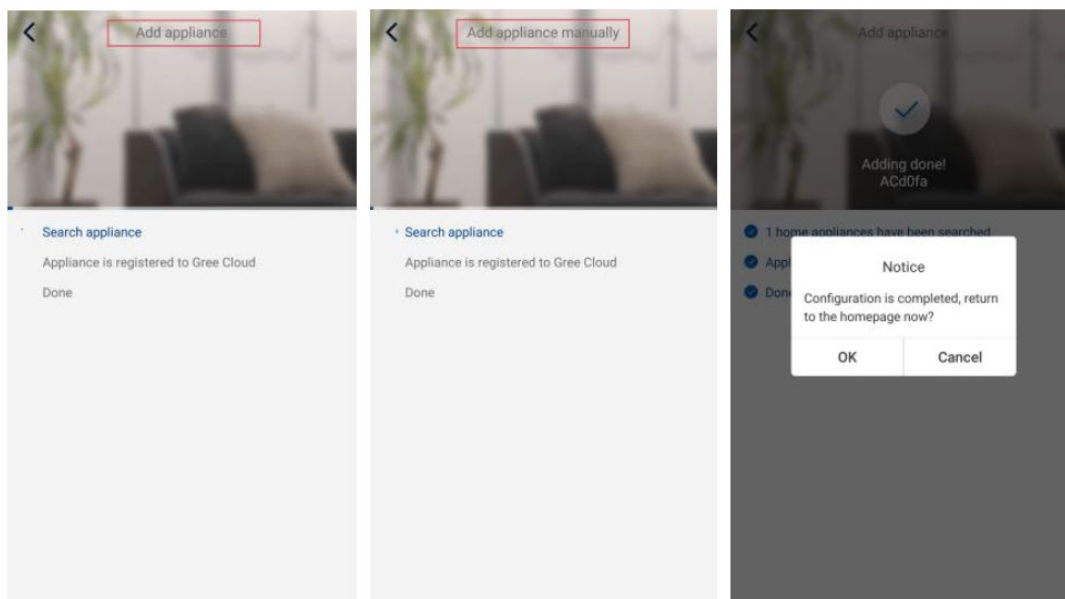 Add appliance
Search appliance
Appliance is registered to Gree Cloud
Done
Add appliance manually
Search appliance
Appliance is registered to Gree Cloud
Done
Add appliance
Adding done!
ACd0fa
1 home appliances have been searched
Appl
Done
Notice
Configuration is completed, return
to the homepage now?
OK
Cancel